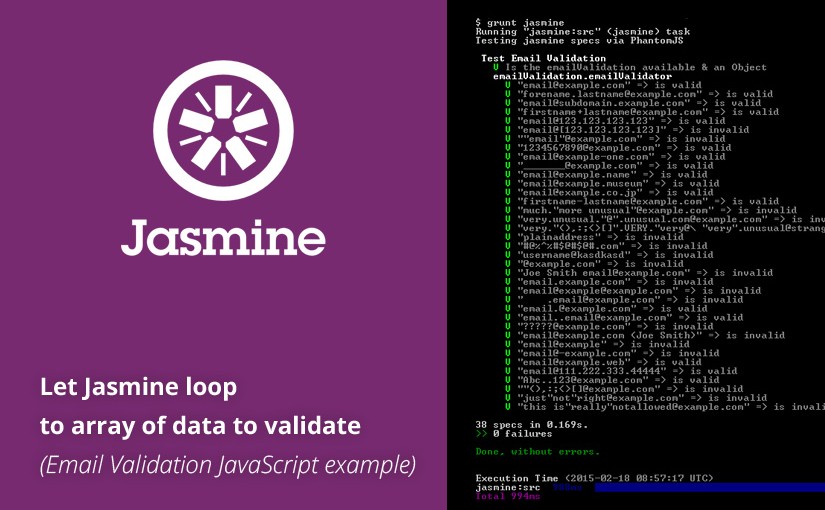 Jasmine
Let Jasmine loop
to array of data to validate
(Email Validation JavaScript example)
$ grunt jasmine
Running "jasmine:src" (jasmine) task
Testing jasmine specs via PhantomJS
Test Email Validation
V Is the emailValidation available & an Object
emailValidation.emailValidator
V "email@example.com" => is valid
V "forename.lastname@example.com" => is valid
V "email@subdomain.example.com" => is valid
V "firstname+lastname@example.com" => is valid
V "email@123.123.123.123" => is valid
V "email@[123.123.123.123]" => is invalid
V ""email"@example.com" => is invalid
V "1234567890@example.com" => is valid
V "email@example-one.com" => is valid
V "_______@example.com" => is valid
V "email@example.name" => is valid
V "email@example.museum" => is valid
V "email@example.co.jp" => is valid
V "firstname-lastname@example.com" => is valid
V "much."more unusual"@example.com" => is invalid
V "very.unusual."@".unusual.com@example.com" => is inv
V "very."(),:;<>[]".VERY."very@\ "very".unusual@strang
V "plainaddress" => is invalid
V "#@%^%#$@#$@#.com" => is invalid
V "username@kasdkasd" => is invalid
V "@example.com" => is invalid
V "Joe Smith email@example.com" => is invalid
V "email.example.com" => is invalid
V "email@example@example.com" => is invalid
V " .email@example.com" => is invalid
V "email.@example.com" => is valid
V "email..email@example.com" => is valid
V "?????@example.com" => is invalid
V "email@example.com (Joe Smith)" => is invalid
V "email@example" => is invalid
V "email@-example.com" => is invalid
V "email@example.web" => is valid
V "email@111.222.333.44444" => is invalid
V "Abc..123@example.com" => is valid
V ""(),:;<>[]@example.com" => is invalid
V "just"not"right@example.com" => is invalid
V "this is"really"notallowed@example.com" => is invali
38 specs in 0.169s.
>> 0 failures
Done, without errors.
Execution Time (2015-02-18 08:57:17 UTC)
jasmine:src
Total 994ms